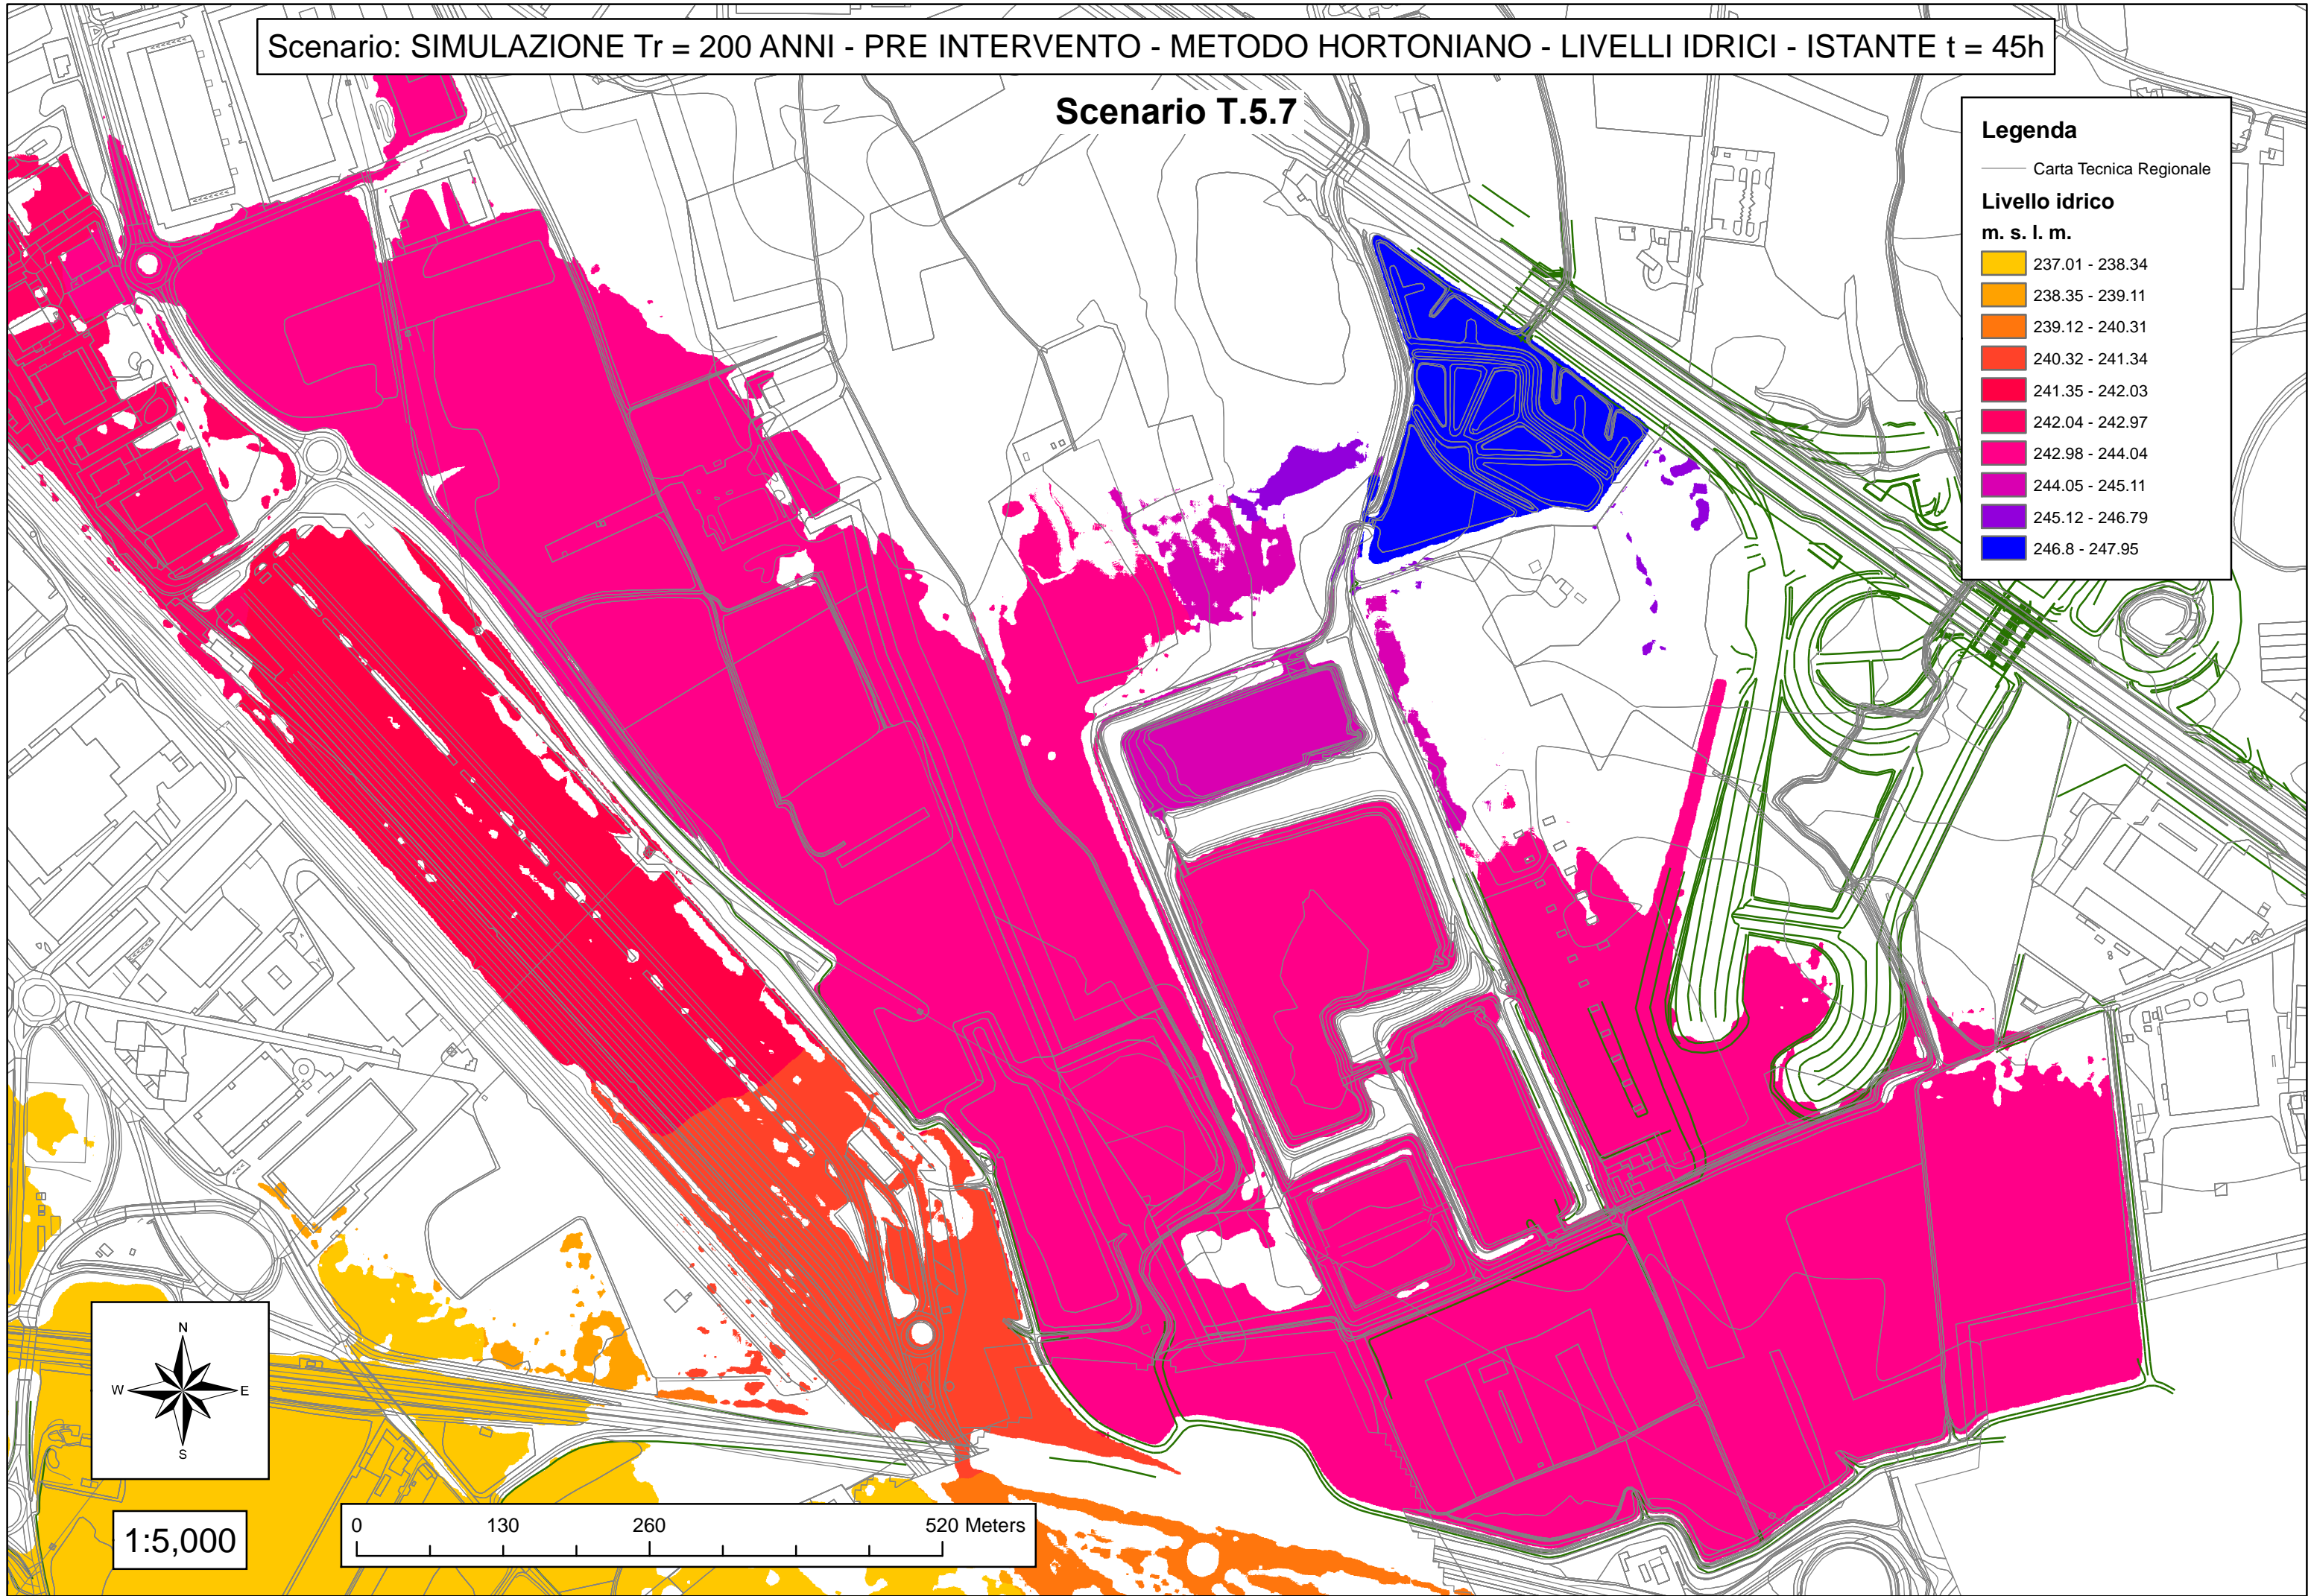 Scenario: SIMULAZIONE Tr = 200 ANNI - PRE INTERVENTO - METODO HORTONIANO - LIVELLI IDRICI - ISTANTE t = 45h
Scenario T.5.7
Legenda
Carta Tecnica Regionale
Livello idrico
m. s. l. m.
237.01 - 238.34
238.35 - 239.11
239.12 - 240.31
240.32 - 241.34
241.35 - 242.03
242.04 - 242.97
242.98 - 244.04
244.05 - 245.11
245.12 - 246.79
246.8 - 247.95
N
W E
S
1:5,000
0 130 260 520 Meters